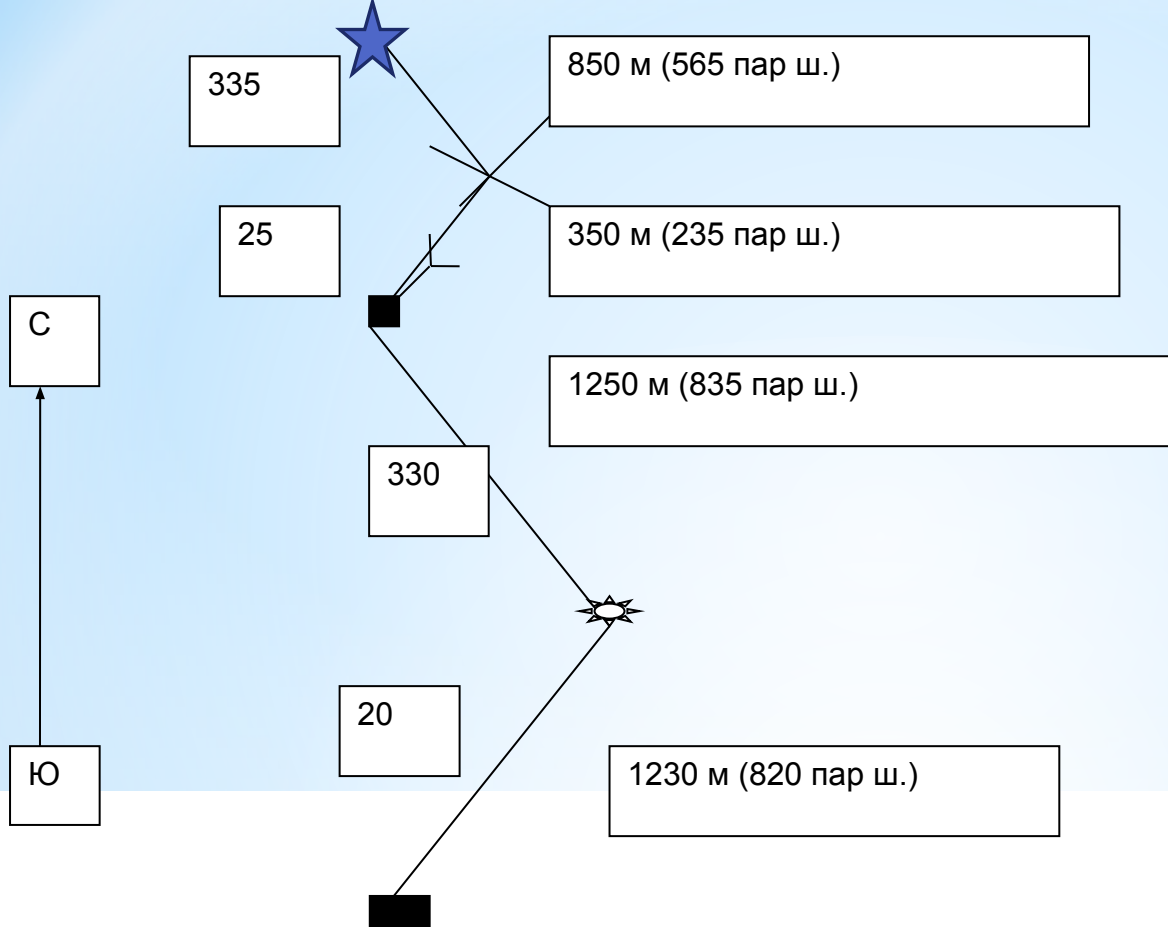 335
850 м (565 пар ш.)
25
350 м (235 пар ш.)
С
1250 м (835 пар ш.)
330
20
Ю
1230 м (820 пар ш.)